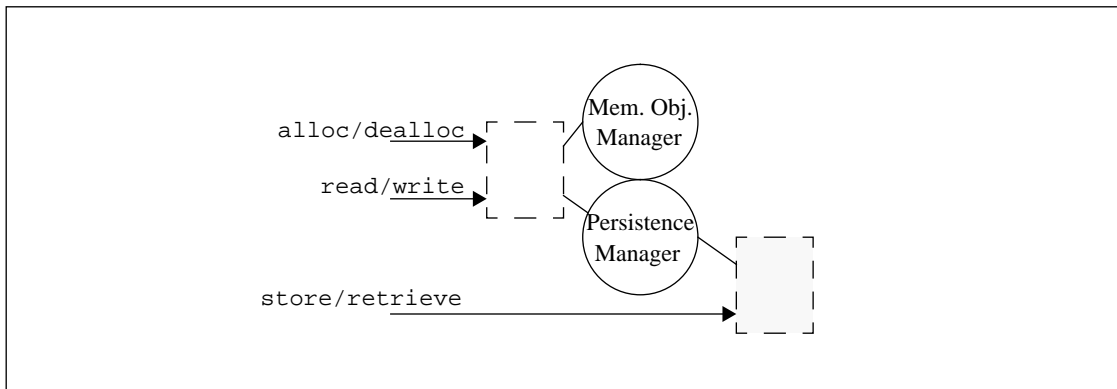 Mem. Obj.
Manager
alloc/dealloc
read/write
Persistence
Manager
store/retrieve